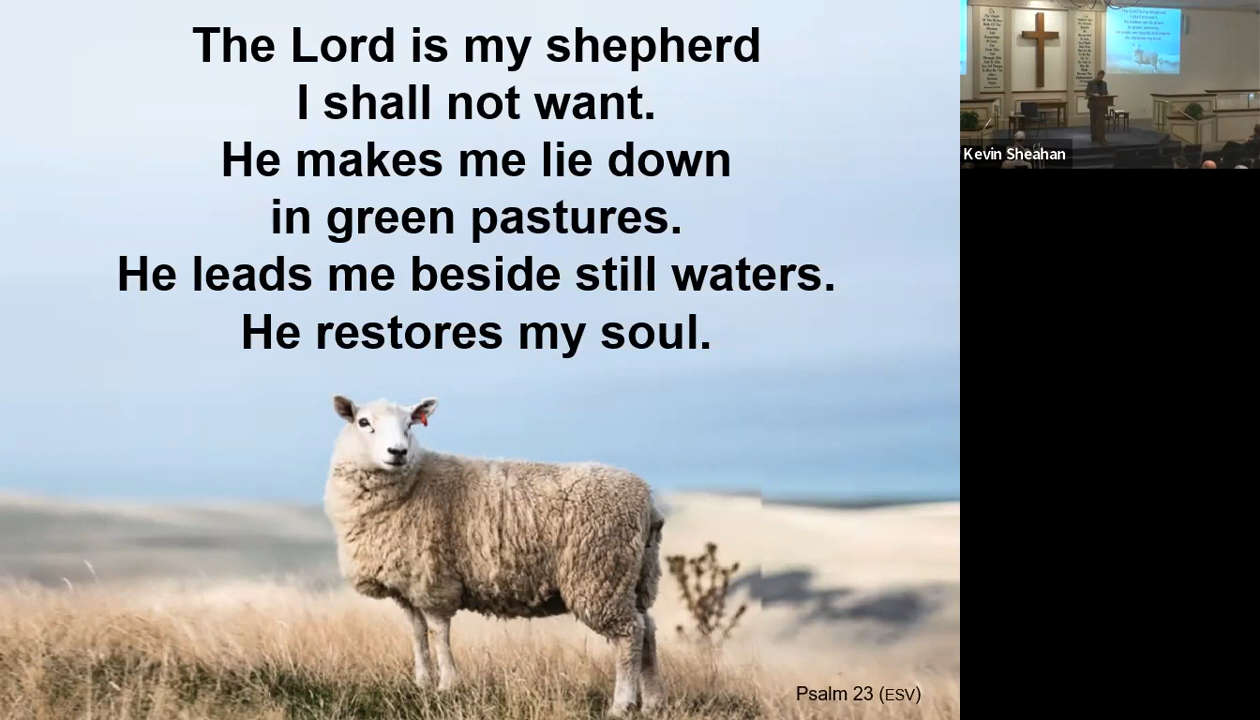 The Lord is my shepherd
I shall not want.
He makes me lie down
in green pastures.
He leads me beside still waters.
He restores my soul.
Psalm 23 (ESV)
Kevin Sheahan